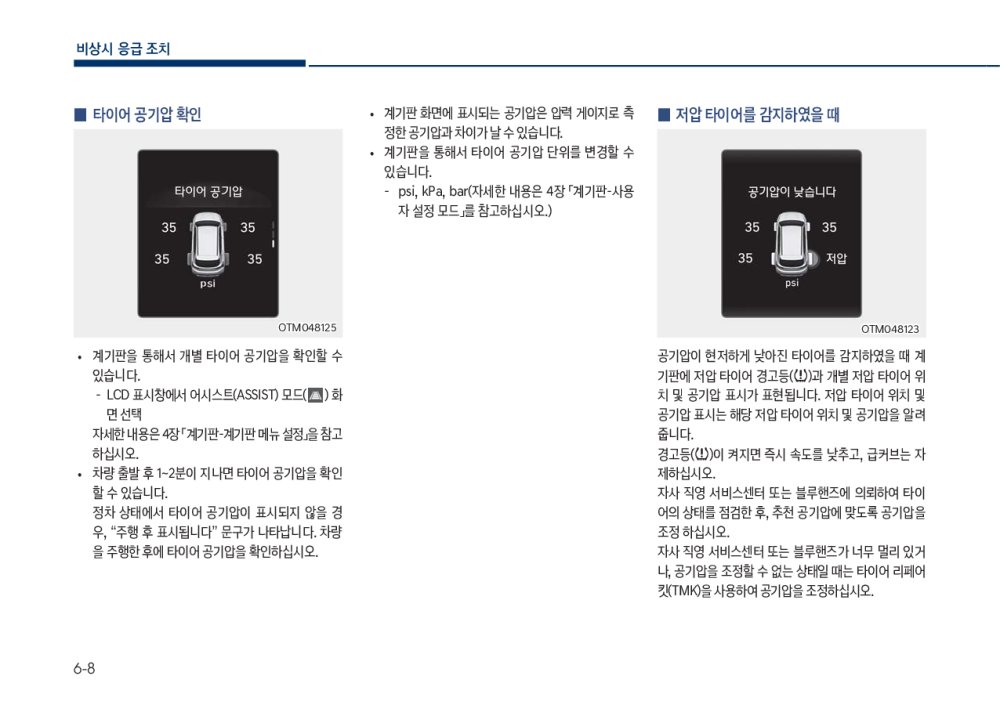 비상시 응급 조치
■ 타이어 공기압 확인
타이어 공기압
35 35
35 35
psi
OTM048125
• 계기판을 통해서 개별 타이어 공기압을 확인할 수
있습니다.
- LCD 표시창에서 어시스트(ASSIST) 모드( ) 화
면 선택
자세한 내용은 4장 「계기판-계기판 메뉴 설정」을 참고
하십시오.
• 차량 출발 후 1~2분이 지나면 타이어 공기압을 확인
할 수 있습니다.
정차 상태에서 타이어 공기압이 표시되지 않을 경
우, “주행 후 표시됩니다” 문구가 나타납니다. 차량
을 주행한 후에 타이어 공기압을 확인하십시오.
• 계기판 화면에 표시되는 공기압은 압력 게이지로 측
정한 공기압과 차이가 날 수 있습니다.
• 계기판을 통해서 타이어 공기압 단위를 변경할 수
있습니다.
- psi, kPa, bar(자세한 내용은 4장 「계기판-사용
자 설정 모드」를 참고하십시오.)
■ 저압 타이어를 감지하였을 때
공기압이 낮습니다
35 35
35 저압
psi
OTM048123
공기압이 현저하게 낮아진 타이어를 감지하였을 때 계
기판에 저압 타이어 경고등( )과 개별 저압 타이어 위
치 및 공기압 표시가 표현됩니다. 저압 타이어 위치 및
공기압 표시는 해당 저압 타이어 위치 및 공기압을 알려
줍니다.
경고등( )이 켜지면 즉시 속도를 낮추고, 급커브는 자
제하십시오.
자사 직영 서비스센터 또는 블루핸즈에 의뢰하여 타이
어의 상태를 점검한 후, 추천 공기압에 맞도록 공기압을
조정 하십시오.
자사 직영 서비스센터 또는 블루핸즈가 너무 멀리 있거
나, 공기압을 조정할 수 없는 상태일 때는 타이어 리페어
킷(TMK)을 사용하여 공기압을 조정하십시오.
6-8